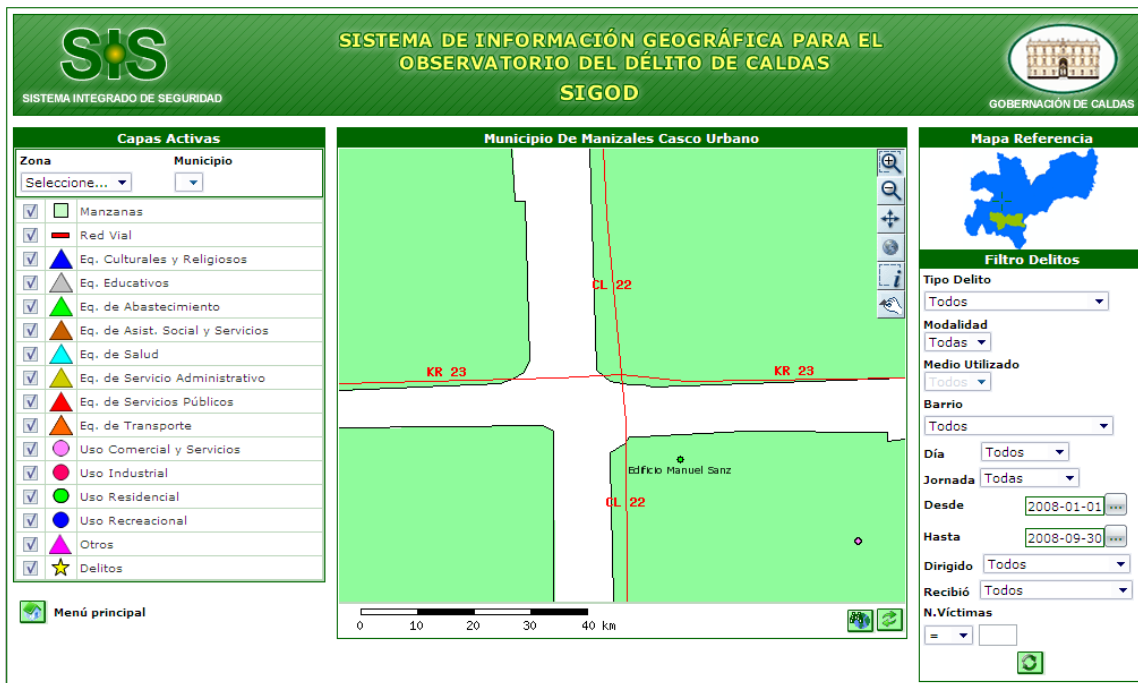 SIS
SISTEMA INTEGRADO DE SEGURIDAD
SISTEMA DE INFORMACIÓN GEOGRÁFICA PARA EL
OBSERVATORIO DEL DÉLITO DE CALDAS
SIGOD
GOBERNACIÓN DE CALDAS
Capas Activas
Zona Municipio
Seleccione...
Manzanas
Red Vial
Eq. Culturales y Religiosos
Eq. Educativos
Eq. de Abastecimiento
Eq. de Asist. Social y Servicios
Eq. de Salud
Eq. de Servicio Administrativo
Eq. de Servicios Públicos
Eq. de Transporte
Uso Comercial y Servicios
Uso Industrial
Uso Residencial
Uso Recreacional
Otros
Delitos
Menú principal
Municipio De Manizales Casco Urbano
CL 22
KR 23
KR 23
Edificio Manuel Sanz
CL 22
0 10 20 30 40 km
Mapa Referencia
Filtro Delitos
Tipo Delito
Todos
Modalidad
Todas
Medio Utilizado
Todos
Barrio
Todos
Día Todos
Jornada Todas
Desde 2008-01-01 ...
Hasta 2008-09-30 ...
Dirigido Todos
Recibió Todos
N.Víctimas
=